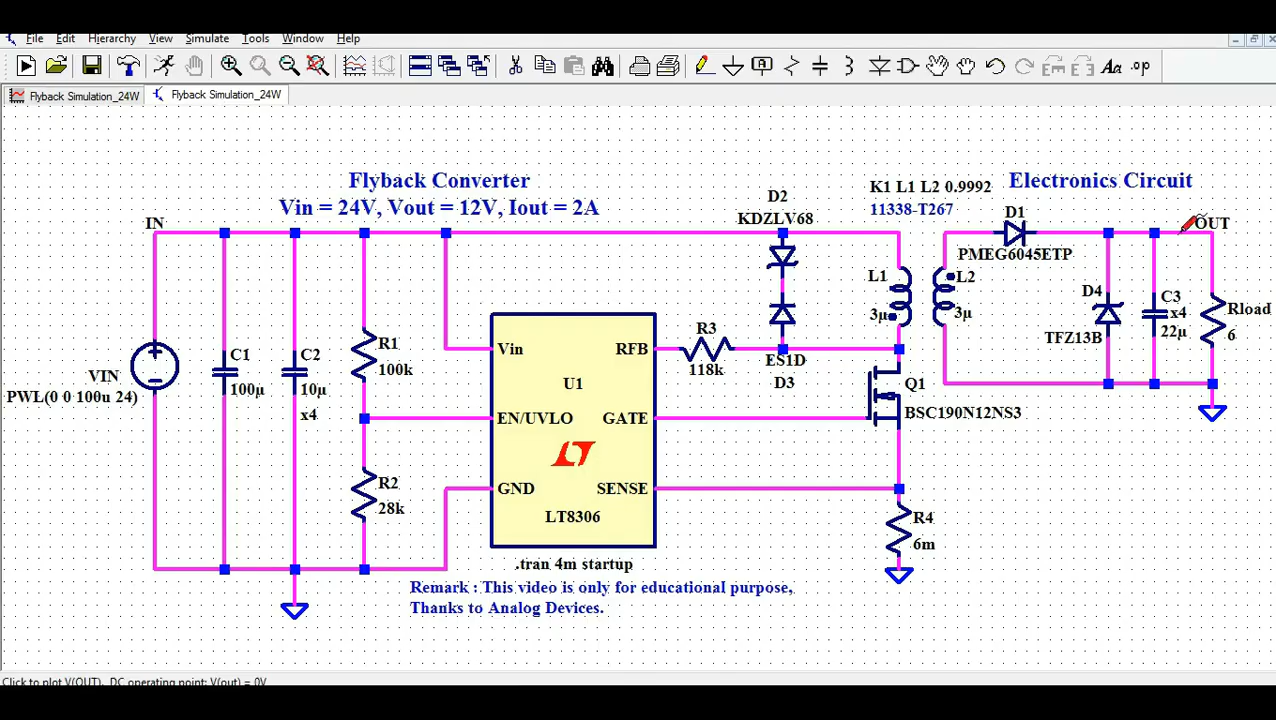 File Edit Hierarchy View Simulate Tools Window Help
.op
Flyback Simulation_24W
Flyback Simulation_24W
Flyback Converter
Vin = 24V, Vout = 12V, Iout = 2A
Electronics Circuit
K1 L1 L2 0.9992
11338-T267
IN
D2
KDZLV68
D1
PMEG6045ETP
OUT
L1
3µ
L2
3µ
D4
TFZ13B
C3
x4
22µ
Rload
6
VIN
PWL(0 0 100u 24)
C1
100µ
C2
10µ
x4
R1
100k
R2
28k
Vin
RFB
U1
EN/UVLO
GATE
GND
SENSE
LT8306
R3
118k
ES1D
D3
Q1
BSC190N12NS3
R4
6m
.tran 4m startup
Remark : This video is only for educational purpose,
Thanks to Analog Devices.
Click to plot V(OUT). DC operating point: V(out) = 0V